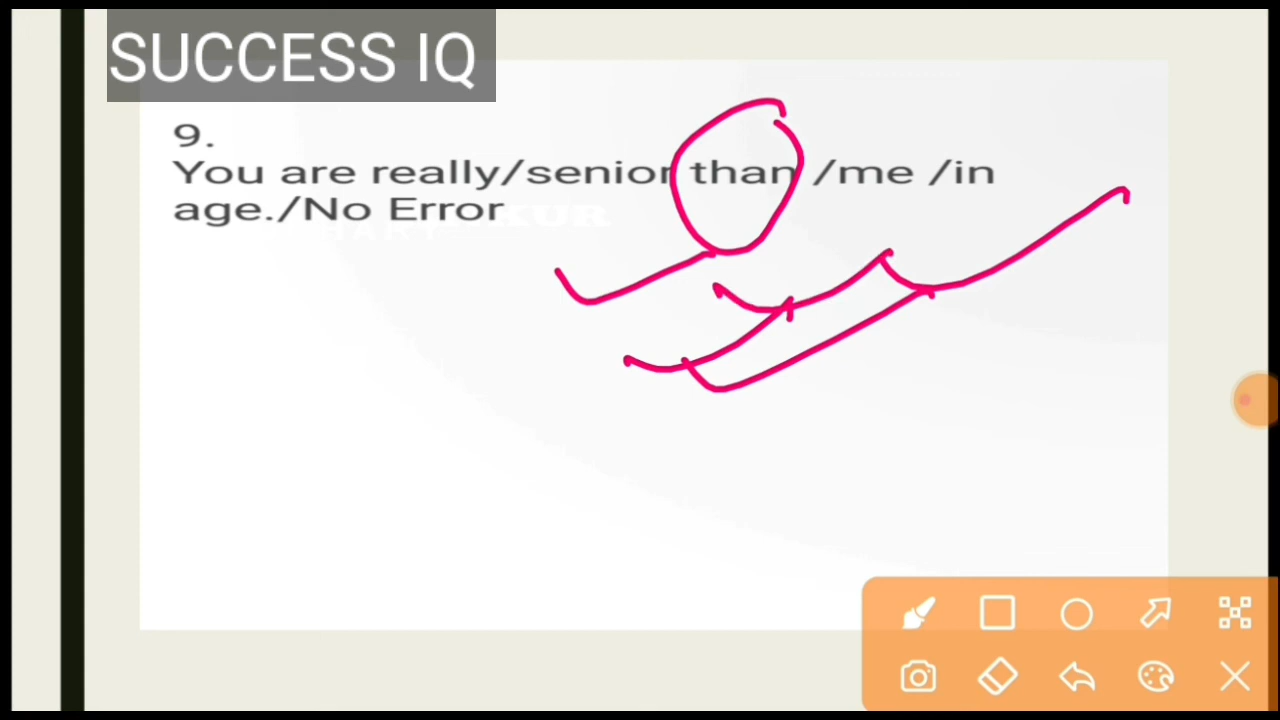 SUCCESS IQ
9.
You are really/senior than /me /in
age./No Error